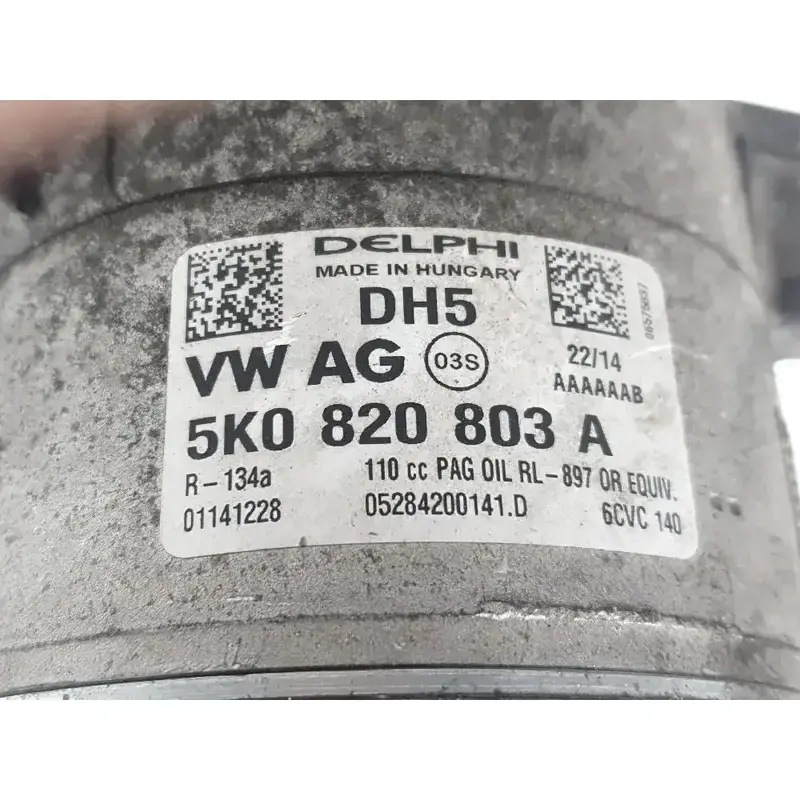 DELPHI
MADE IN HUNGARY
DH5
VW AG 03S
22/14
AAAAAAB
5K0 820 803 A
R-134a 110 cc PAG OIL RL-897 OR EQUIV.
01141228 05284200141.D 6CVC 140